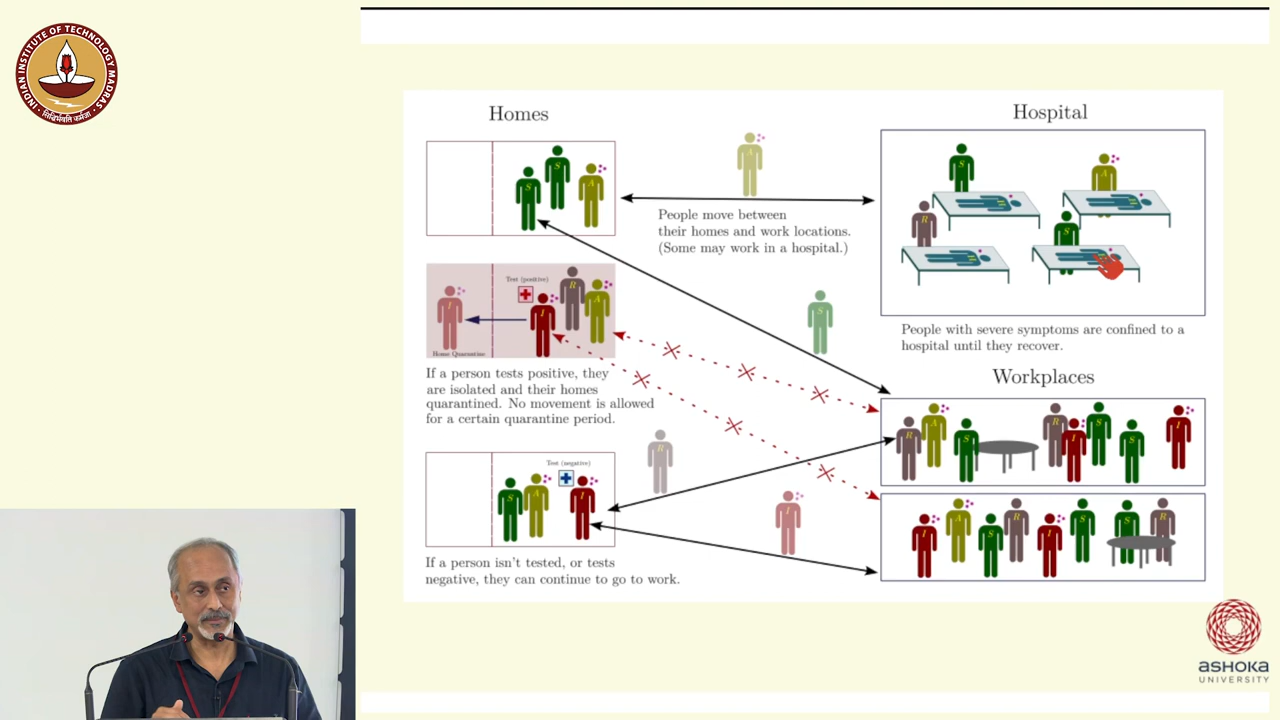 INDIAN INSTITUTE OF TECHNOLOGY MADRAS
सिद्धिर्भवति कर्मजा
Homes
Hospital
S
S
A
A
S
A
R
S
People move between
their homes and work locations.
(Some may work in a hospital.)
Test (positive)
I
I
R
A
Home Quarantine
S
People with severe symptoms are confined to a
hospital until they recover.
If a person tests positive, they
are isolated and their homes
quarantined. No movement is allowed
for a certain quarantine period.
Workplaces
R
A
S
R
I
S
S
I
Test (negative)
S
A
I
R
I
I
A
S
R
I
S
S
R
If a person isn't tested, or tests
negative, they can continue to go to work.
ASHOKA
UNIVERSITY